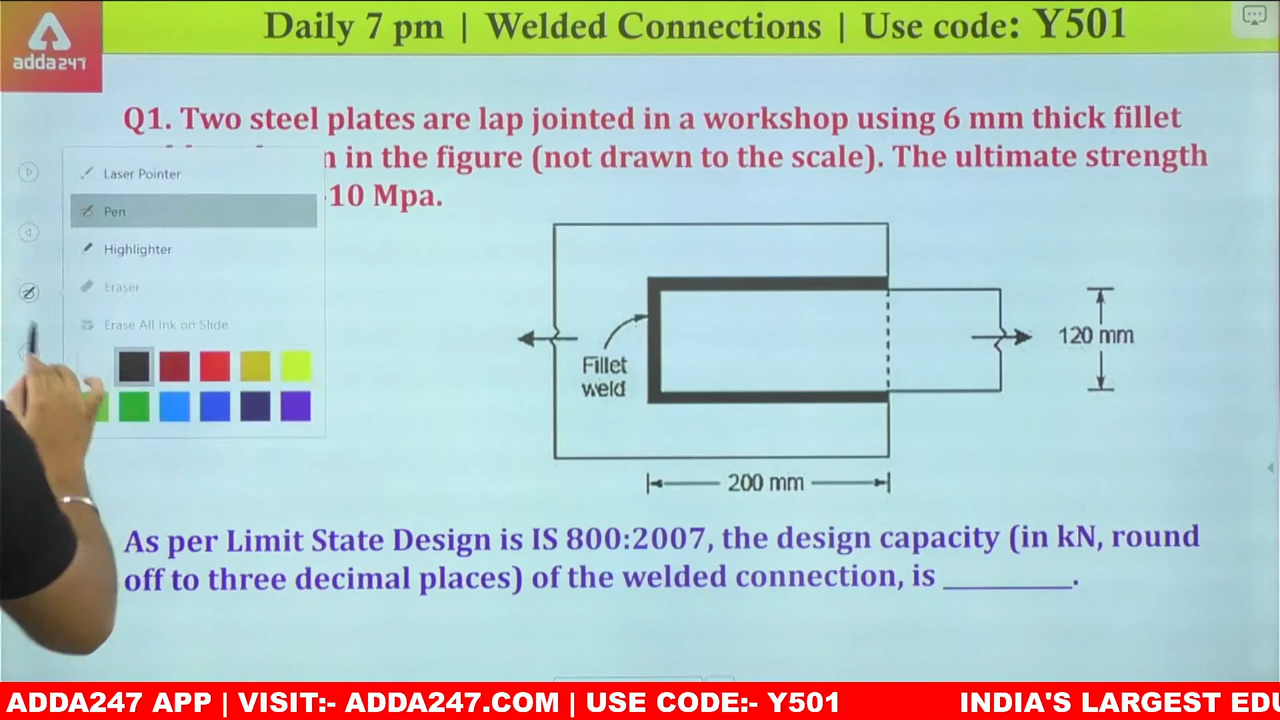 Daily 7 pm | Welded Connections | Use code: Y501
adda247
Q1. Two steel plates are lap jointed in a workshop using 6 mm thick fillet
in the figure (not drawn to the scale). The ultimate strength
10 Mpa.
Laser Pointer
Pen
Highlighter
Eraser
Erase All Ink on Slide
Fillet
weld
120 mm
200 mm
As per Limit State Design is IS 800:2007, the design capacity (in kN, round
off to three decimal places) of the welded connection, is ________.
ADDA247 APP | VISIT:- ADDA247.COM | USE CODE:- Y501
INDIA'S LARGEST EDU